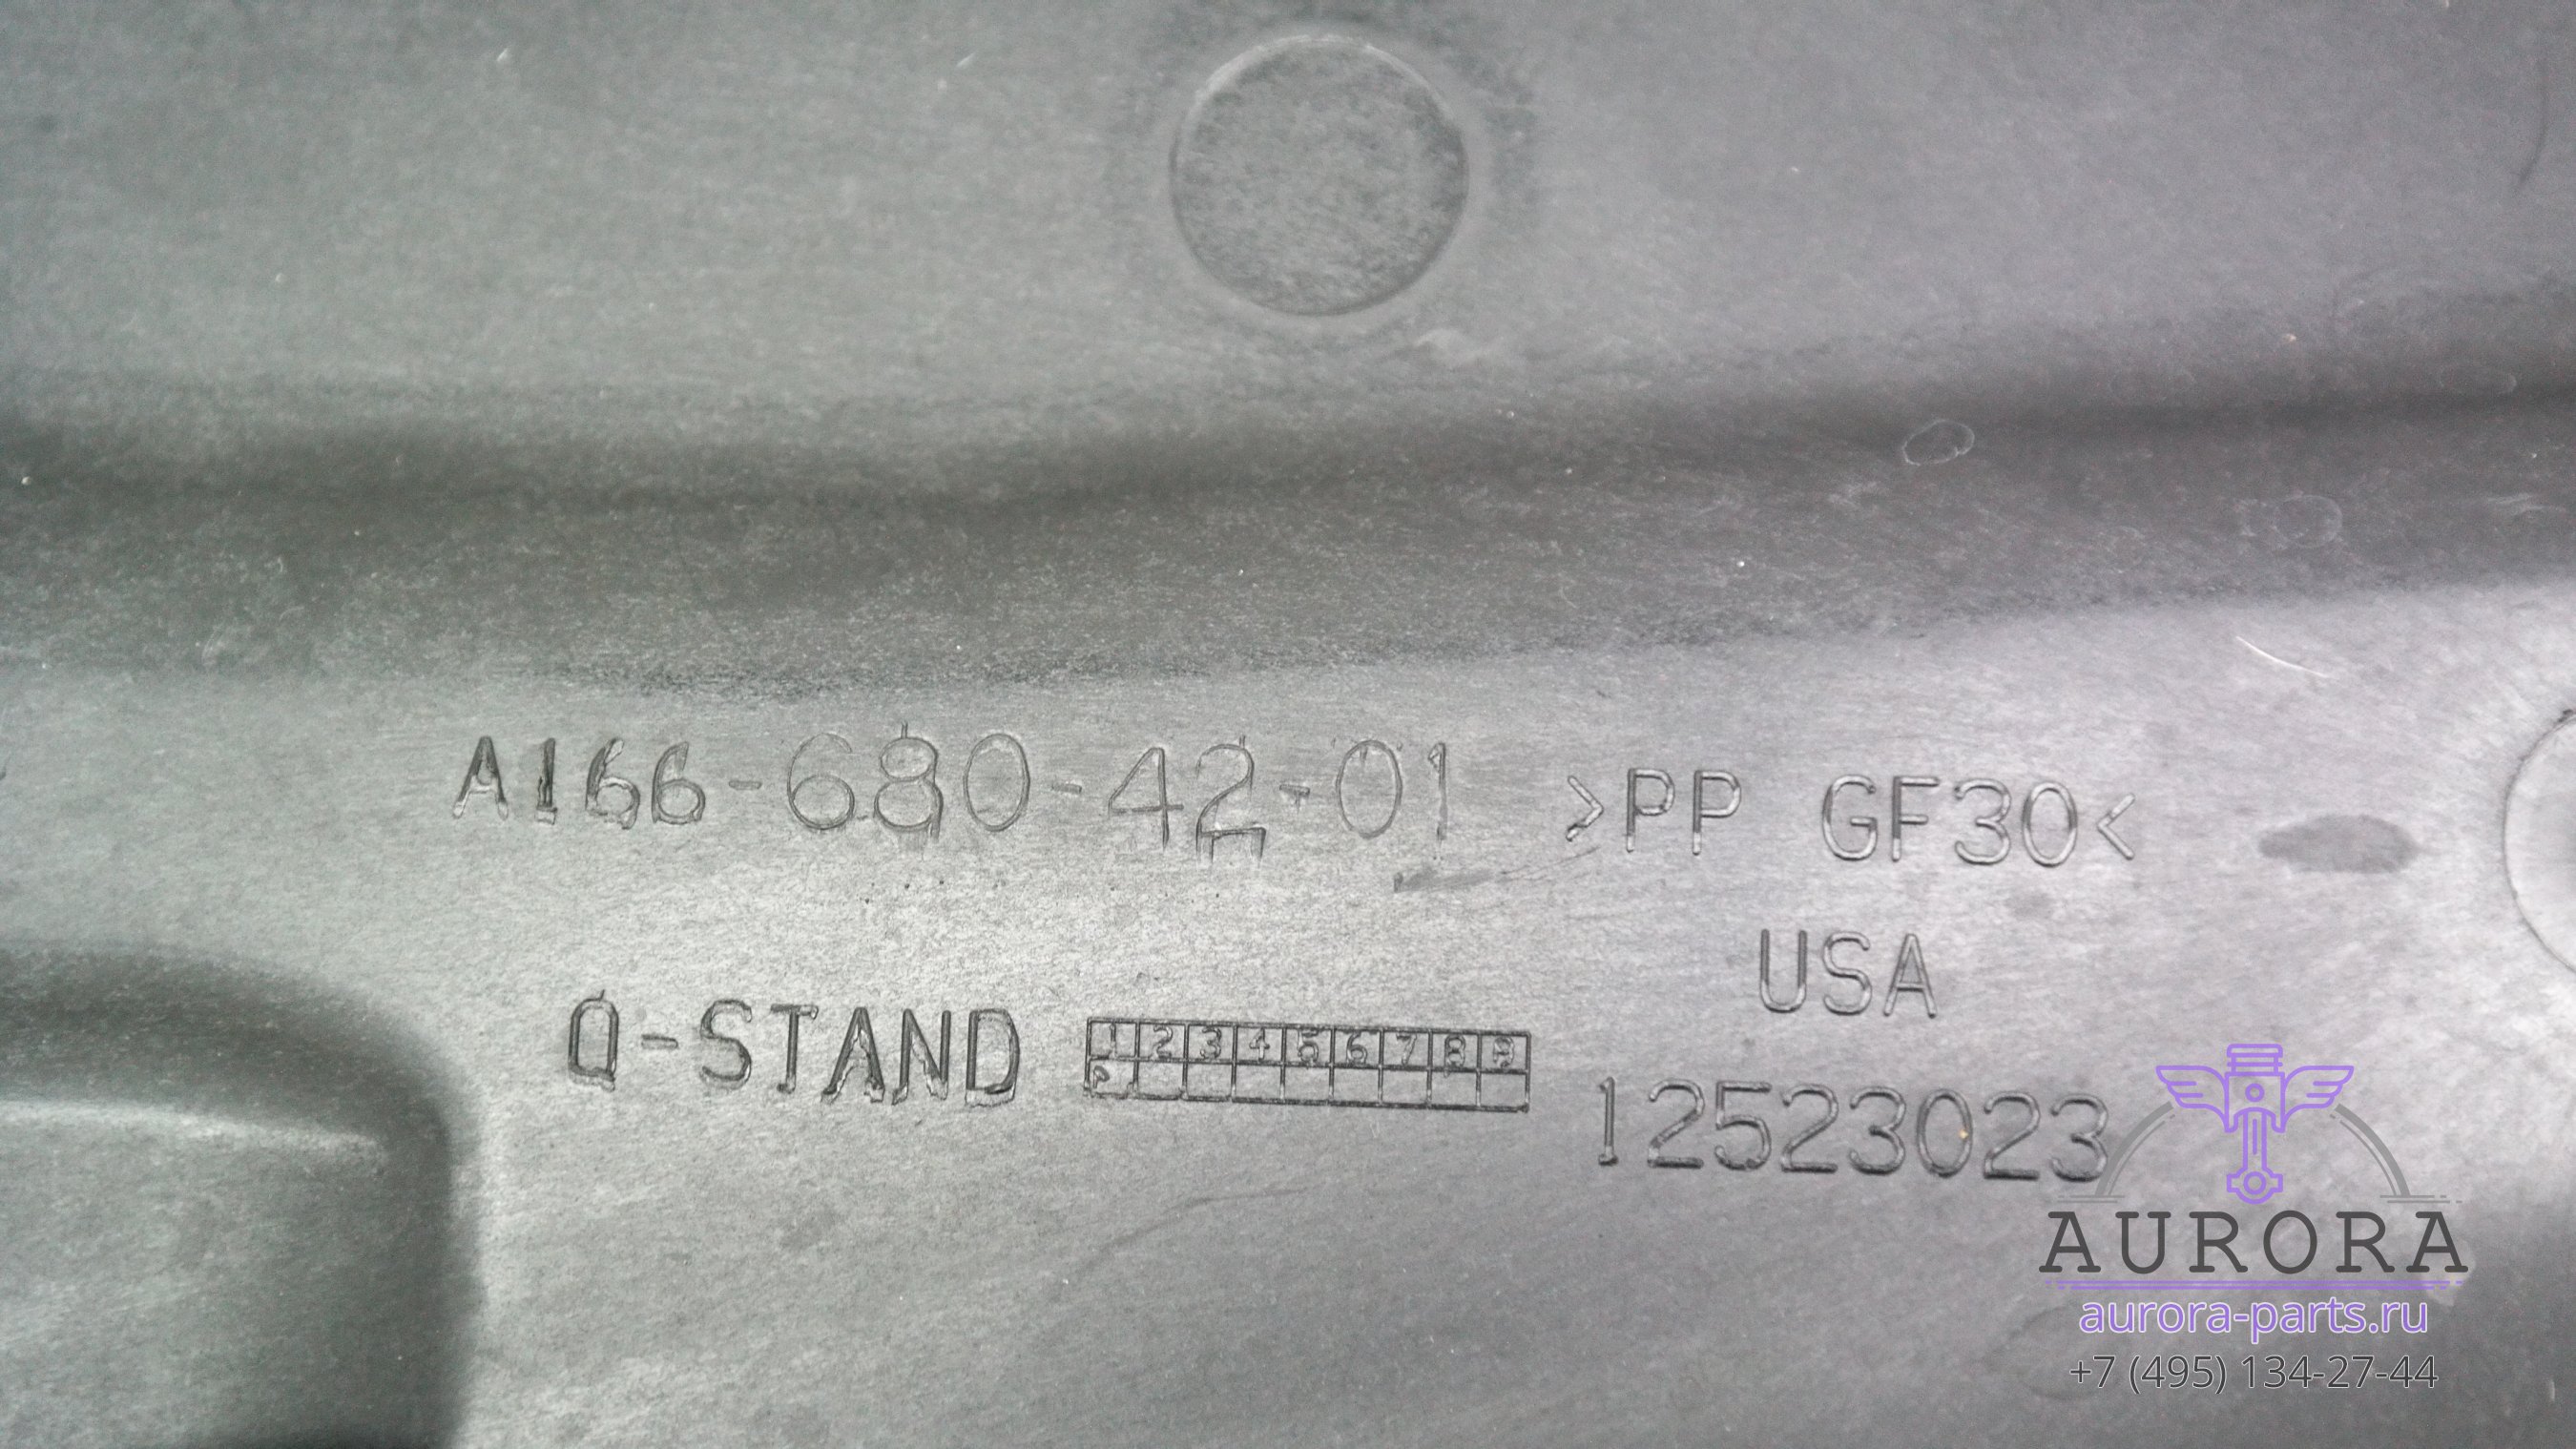 A166-680-42-01
>PP GF30<
USA
Q-STAND
1 2 3 4 5 6 7 8 9
12523023
AURORA
aurora-parts.ru
+7 (495) 134-27-44